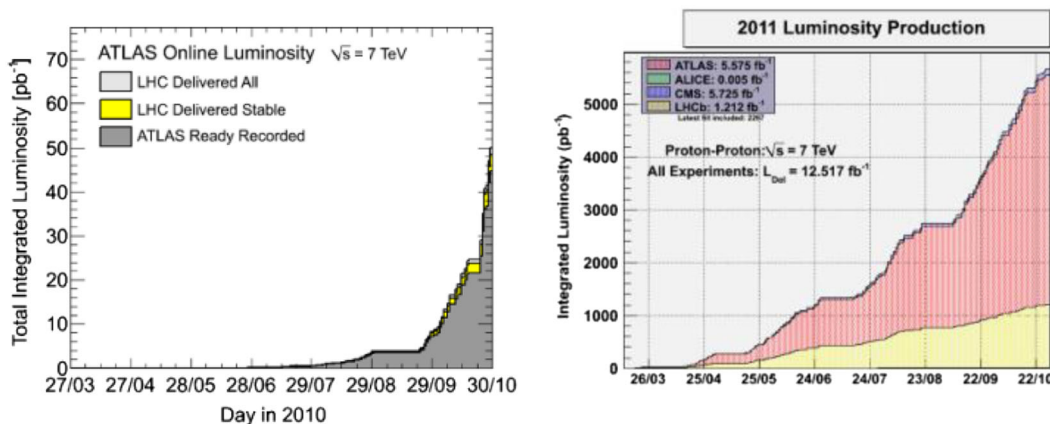 ATLAS Online Luminosity √s = 7 TeV
LHC Delivered All
LHC Delivered Stable
ATLAS Ready Recorded
Total Integrated Luminosity [pb⁻¹]
70
60
50
40
30
20
10
0
27/03 27/04 28/05 28/06 29/07 29/08 29/09 30/10
Day in 2010
2011 Luminosity Production
ATLAS: 5.575 fb⁻¹
ALICE: 0.005 fb⁻¹
CMS: 5.725 fb⁻¹
LHCb: 1.212 fb⁻¹
Proton-Proton: √s = 7 TeV
All Experiments: L_Del = 12.517 fb⁻¹
Integrated Luminosity (pb⁻¹)
5000
4000
3000
2000
1000
0
26/03 25/04 25/05 24/06 24/07 23/08 22/09 22/10